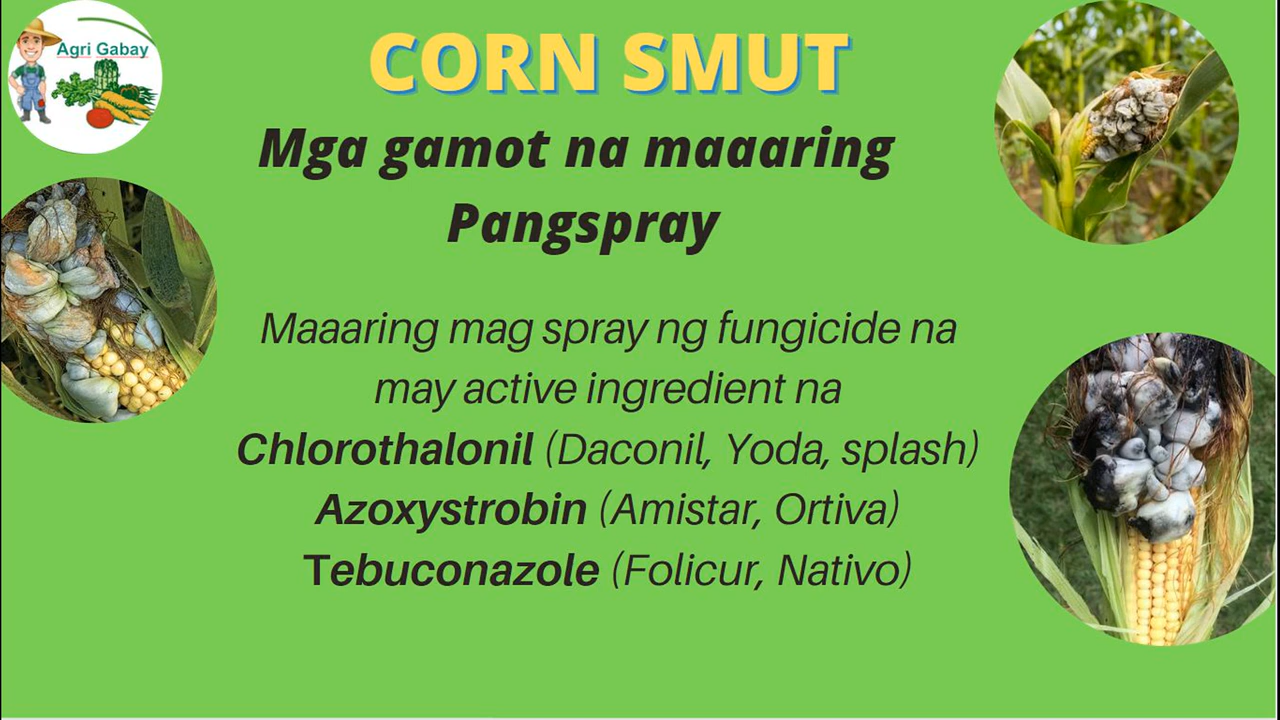 Agri Gabay
CORN SMUT
Mga gamot na maaaring
Pangspray
Maaaring mag spray ng fungicide na
may active ingredient na
Chlorothalonil (Daconil, Yoda, splash)
Azoxystrobin (Amistar, Ortiva)
Tebuconazole (Folicur, Nativo)